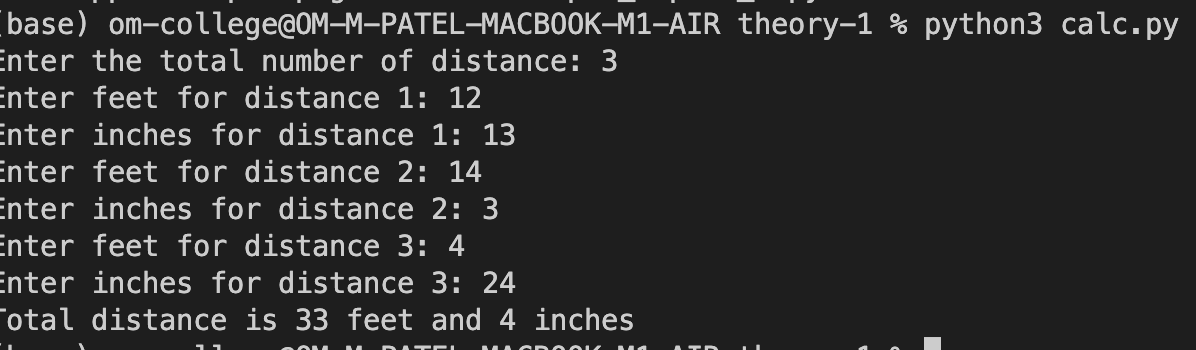 (base) om-college@OM-M-PATEL-MACBOOK-M1-AIR theory-1 % python3 calc.py
Enter the total number of distance: 3
Enter feet for distance 1: 12
Enter inches for distance 1: 13
Enter feet for distance 2: 14
Enter inches for distance 2: 3
Enter feet for distance 3: 4
Enter inches for distance 3: 24
Total distance is 33 feet and 4 inches